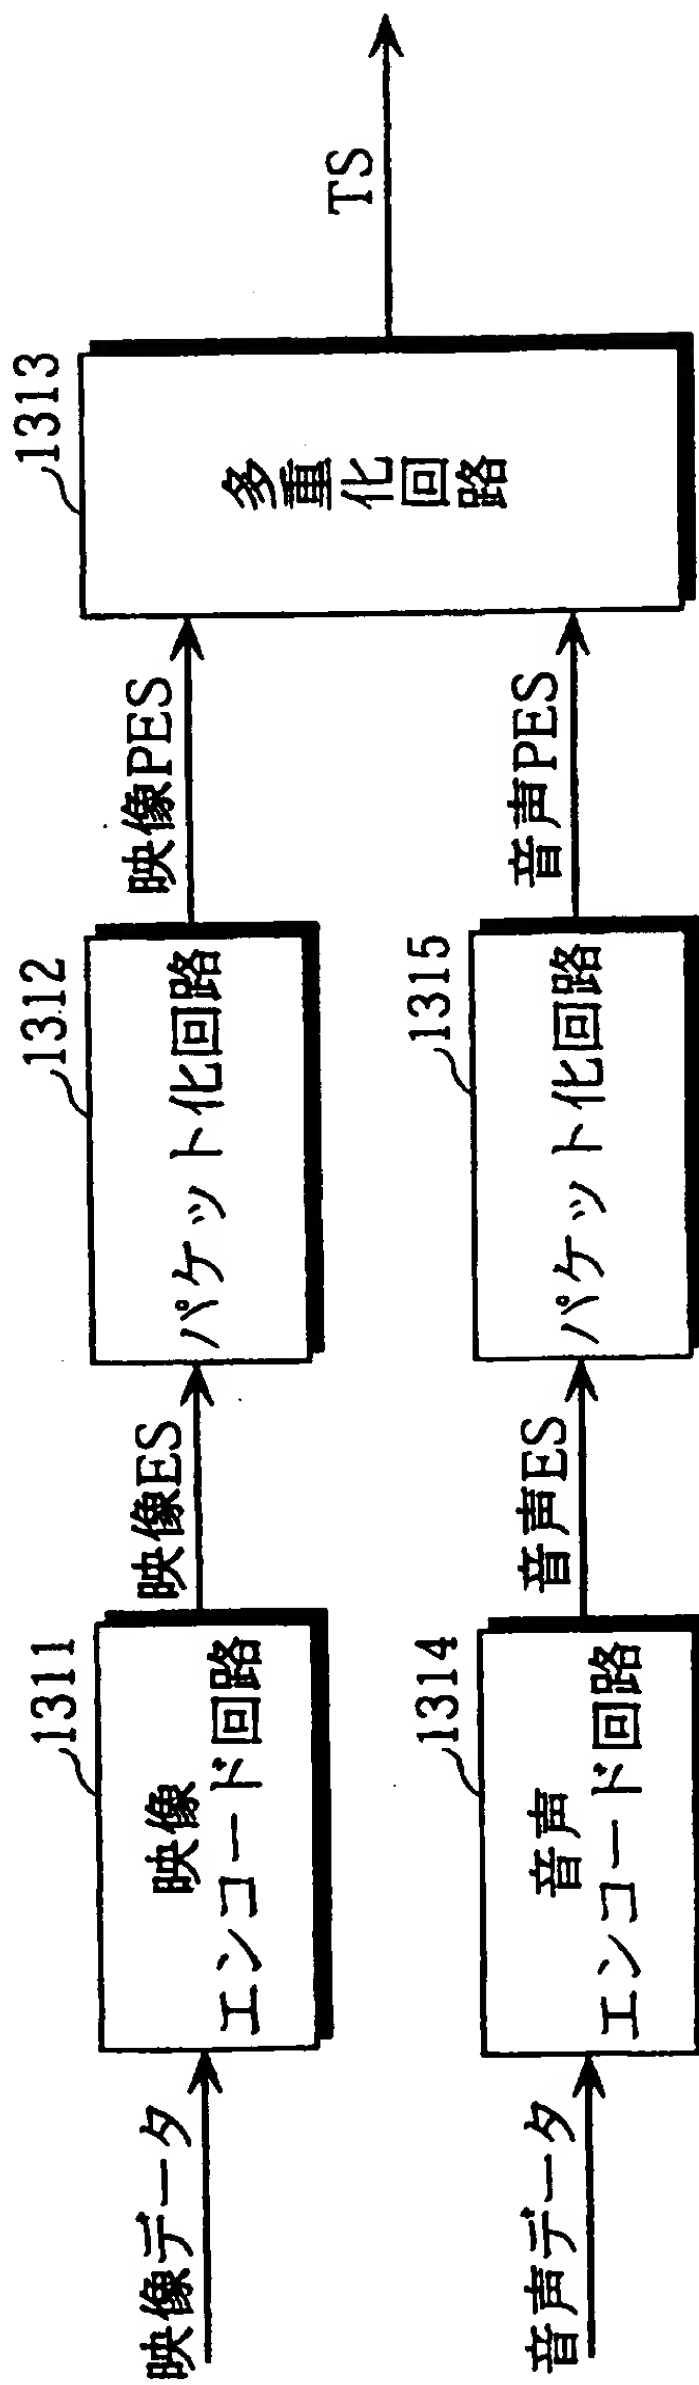 映像データ
1311
映像
エンコード回路
映像ES
1312
パケット化回路
映像PES
1313
多重化回路
TS
音声データ
1314
音声
エンコード回路
音声ES
1315
パケット化回路
音声PES